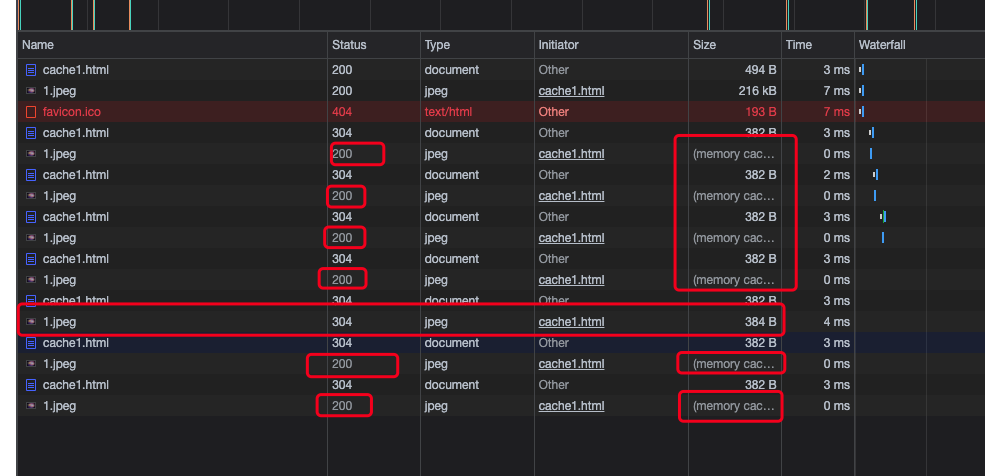 Name Status Type Initiator Size Time Waterfall
cache1.html 200 document Other 494 B 3 ms
1.jpeg 200 jpeg cache1.html 216 kB 7 ms
favicon.ico 404 text/html Other 193 B 7 ms
cache1.html 304 document Other 382 B 3 ms
1.jpeg 200 jpeg cache1.html (memory cac... 0 ms
cache1.html 304 document Other 382 B 2 ms
1.jpeg 200 jpeg cache1.html (memory cac... 0 ms
cache1.html 304 document Other 382 B 3 ms
1.jpeg 200 jpeg cache1.html (memory cac... 0 ms
cache1.html 304 document Other 382 B 3 ms
1.jpeg 200 jpeg cache1.html (memory cac... 0 ms
cache1.html 304 document Other 382 B 3 ms
1.jpeg 304 jpeg cache1.html 384 B 4 ms
cache1.html 304 document Other 382 B 3 ms
1.jpeg 200 jpeg cache1.html (memory cac... 0 ms
cache1.html 304 document Other 382 B 3 ms
1.jpeg 200 jpeg cache1.html (memory cac... 0 ms